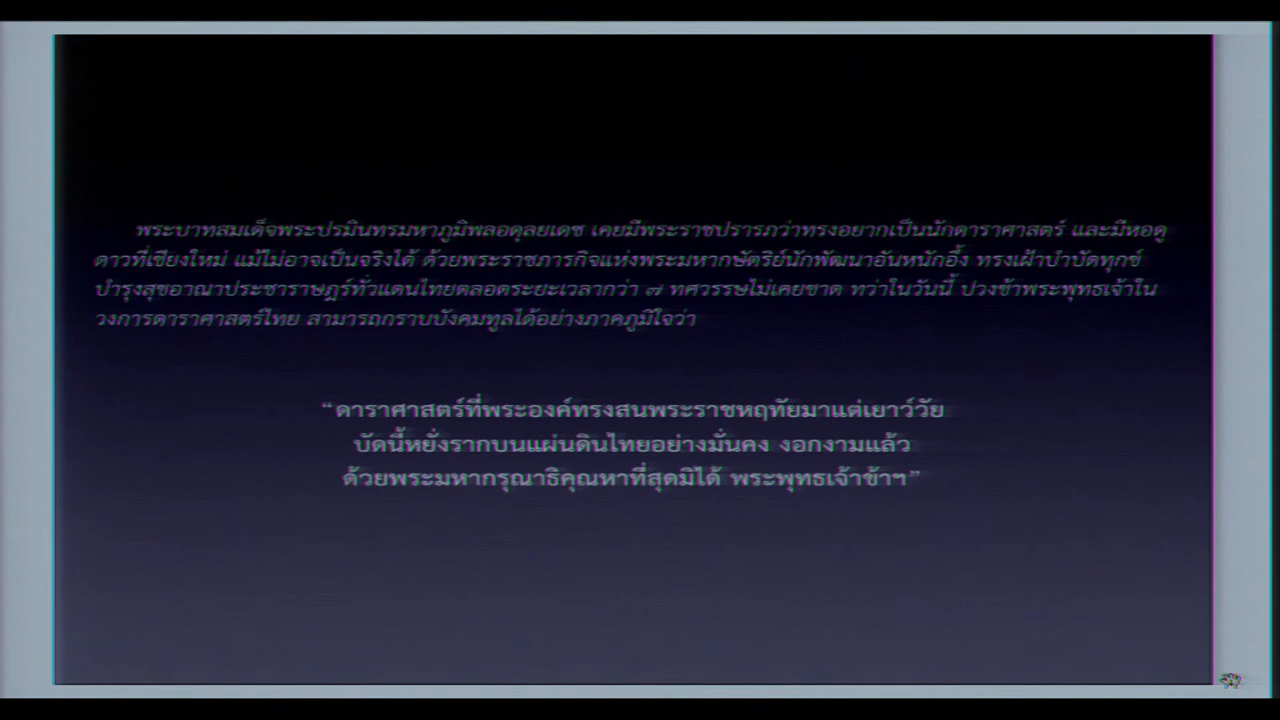 พระบาทสมเด็จพระปรมินทรมหาภูมิพลอดุลยเดช เคยมีพระราชปรารภว่าทรงอยากเป็นนักดาราศาสตร์ และมีหอดู
ดาวที่เชียงใหม่ แม้ไม่อาจเป็นจริงได้ ด้วยพระราชภารกิจแห่งพระมหากษัตริย์นักพัฒนาอันหนักอึ้ง ทรงเฝ้าบำบัดทุกข์
บำรุงสุขอาณาประชาราษฎร์ทั่วแดนไทยตลอดระยะเวลากว่า ๗ ทศวรรษไม่เคยขาด ทว่าในวันนี้ ปวงข้าพระพุทธเจ้าใน
วงการดาราศาสตร์ไทย สามารถกราบบังคมทูลได้อย่างภาคภูมิใจว่า
“ดาราศาสตร์ที่พระองค์ทรงสนพระราชหฤทัยมาแต่เยาว์วัย
บัดนี้หยั่งรากบนแผ่นดินไทยอย่างมั่นคง งอกงามแล้ว
ด้วยพระมหากรุณาธิคุณหาที่สุดมิได้ พระพุทธเจ้าข้าฯ”